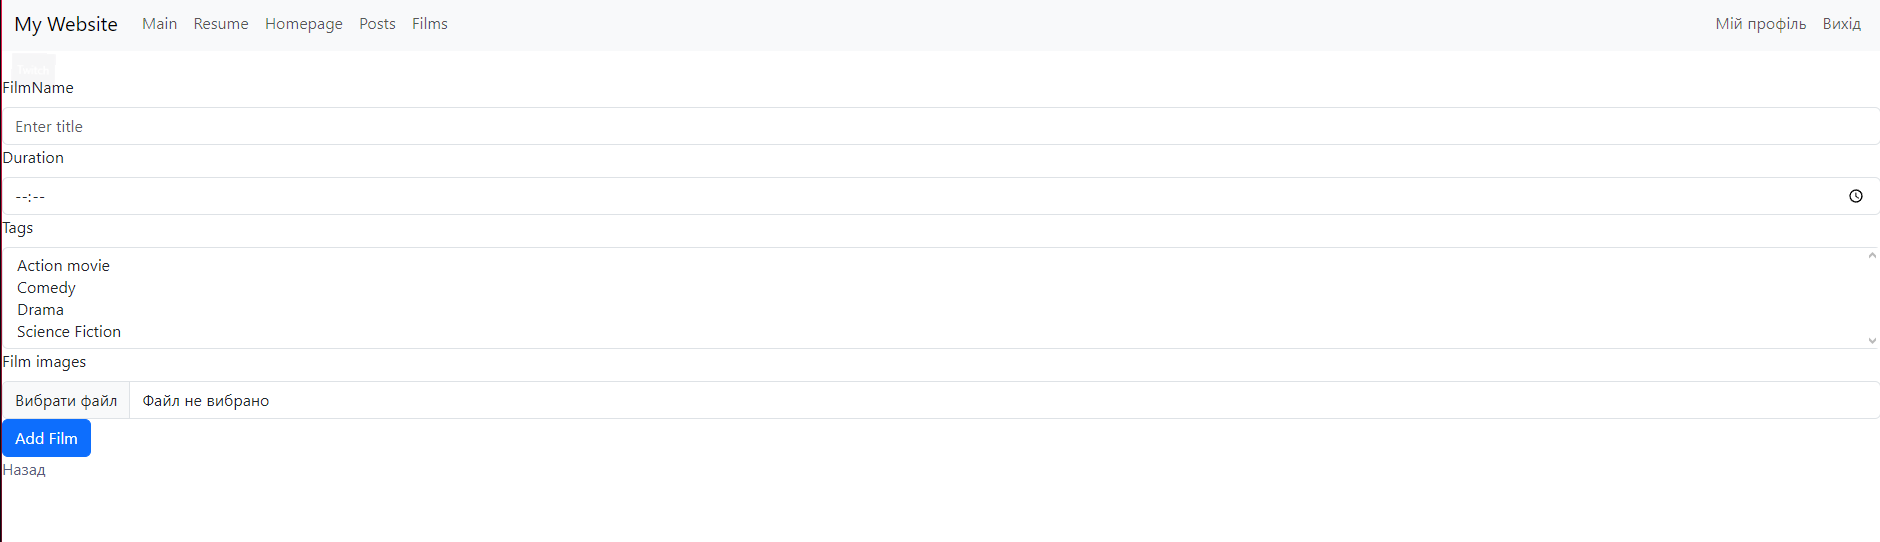 My Website Main Resume Homepage Posts Films Мій профіль Вихід
FilmName
Enter title
Duration
--:--
Tags
Action movie
Comedy
Drama
Science Fiction
Film images
Вибрати файл Файл не вибрано
Add Film
Назад